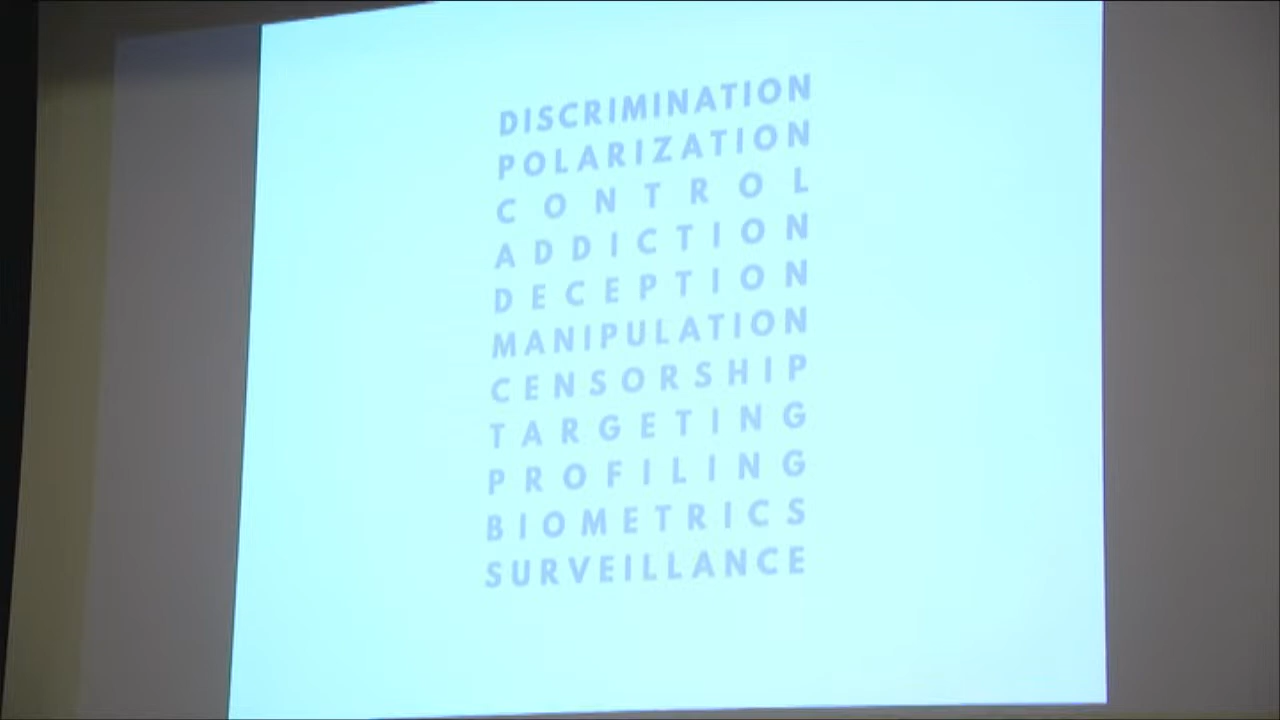 DISCRIMINATION
POLARIZATION
CONTROL
ADDICTION
DECEPTION
MANIPULATION
CENSORSHIP
TARGETING
PROFILING
BIOMETRICS
SURVEILLANCE